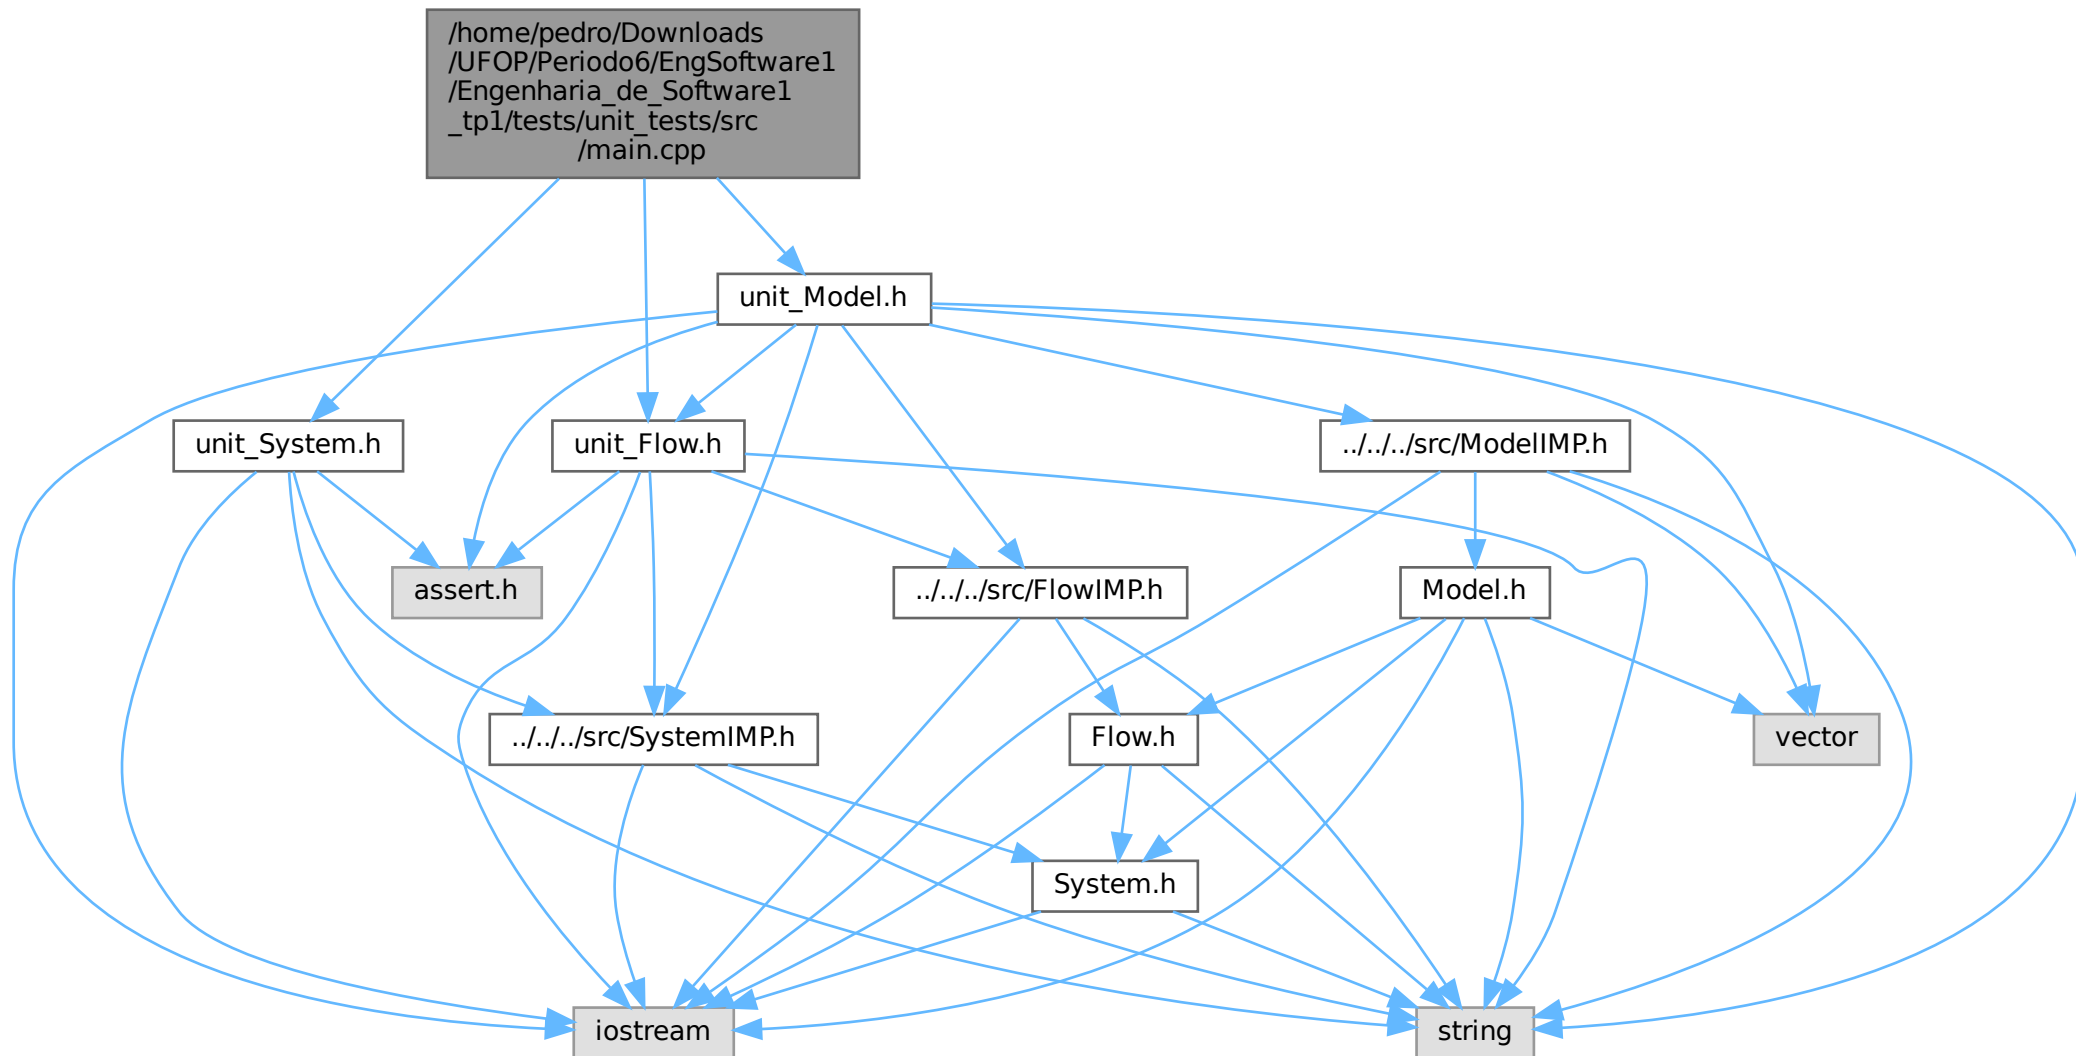 /home/pedro/Downloads
/UFOP/Periodo6/EngSoftware1
/Engenharia_de_Software1
_tp1/tests/unit_tests/src
/main.cpp
unit_Model.h
unit_System.h
unit_Flow.h
../../../src/ModelIMP.h
assert.h
../../../src/FlowIMP.h
Model.h
../../../src/SystemIMP.h
Flow.h
vector
System.h
iostream
string